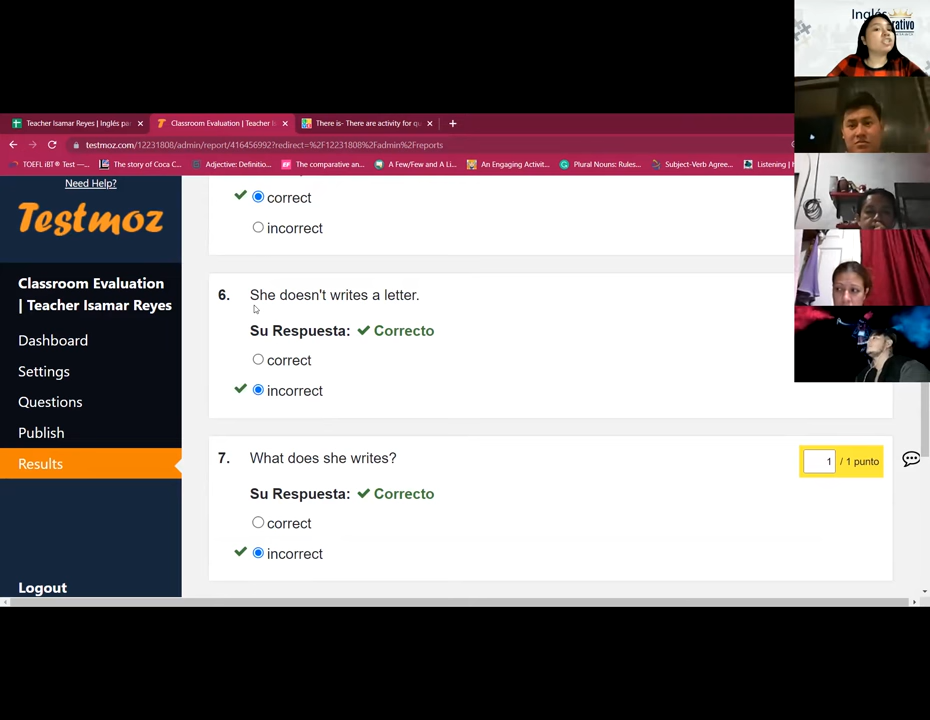 Inglés
rativo
Teacher Isamar Reyes | Inglés pa
Classroom Evaluation | Teacher I
There is- There are activity for qu
testmoz.com/12231808/admin/report/416456992?redirect=%2F12231808%2Fadmin%2Freports
TOEFL iBT® Test —...
The story of Coca C...
Adjective: Definitio...
The comparative an...
A Few/Few and A Li...
An Engaging Activit...
Plural Nouns: Rules...
Subject-Verb Agree...
Listening |
Need Help?
Testmoz
Classroom Evaluation
| Teacher Isamar Reyes
Dashboard
Settings
Questions
Publish
Results
Logout
correct
incorrect
6. She doesn't writes a letter.
Su Respuesta: ✔ Correcto
correct
incorrect
7. What does she writes?
1 / 1 punto
Su Respuesta: ✔ Correcto
correct
incorrect